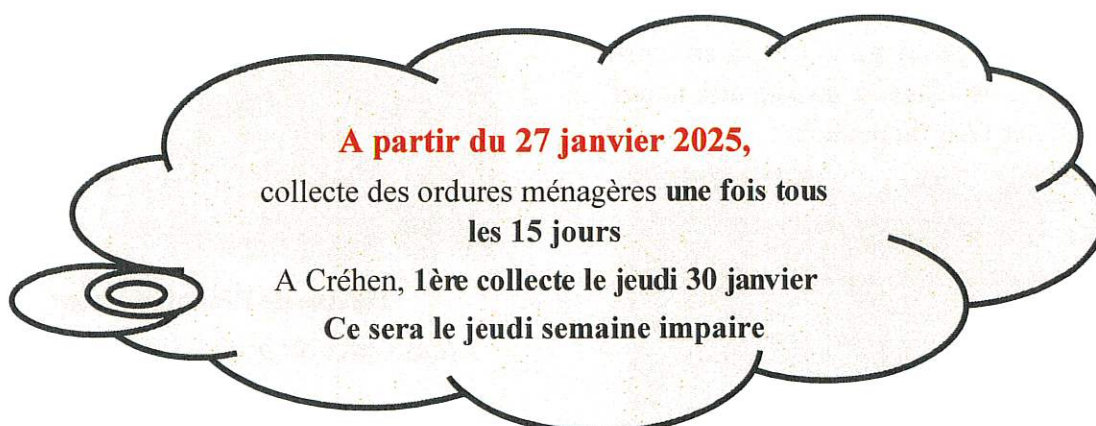 A partir du 27 janvier 2025,
collecte des ordures ménagères une fois tous
les 15 jours
A Créhen, 1ère collecte le jeudi 30 janvier
Ce sera le jeudi semaine impaire